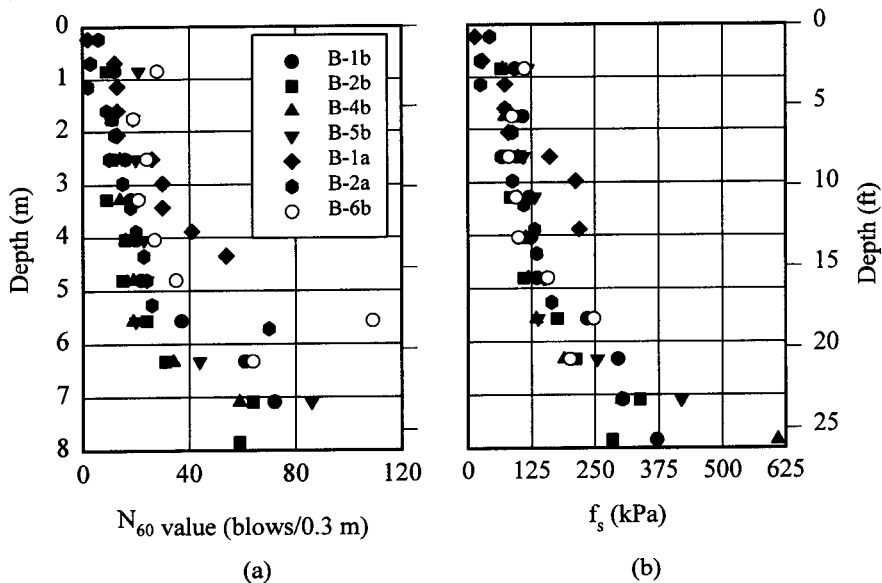 0
1
2
3
4
5
6
7
8
Depth (m)
0
40
80
120
N60 value (blows/0.3 m)
(a)
B-1b
B-2b
B-4b
B-5b
B-1a
B-2a
B-6b
0
5
10
15
20
25
Depth (ft)
0
125
250
375
500
625
fs (kPa)
(b)